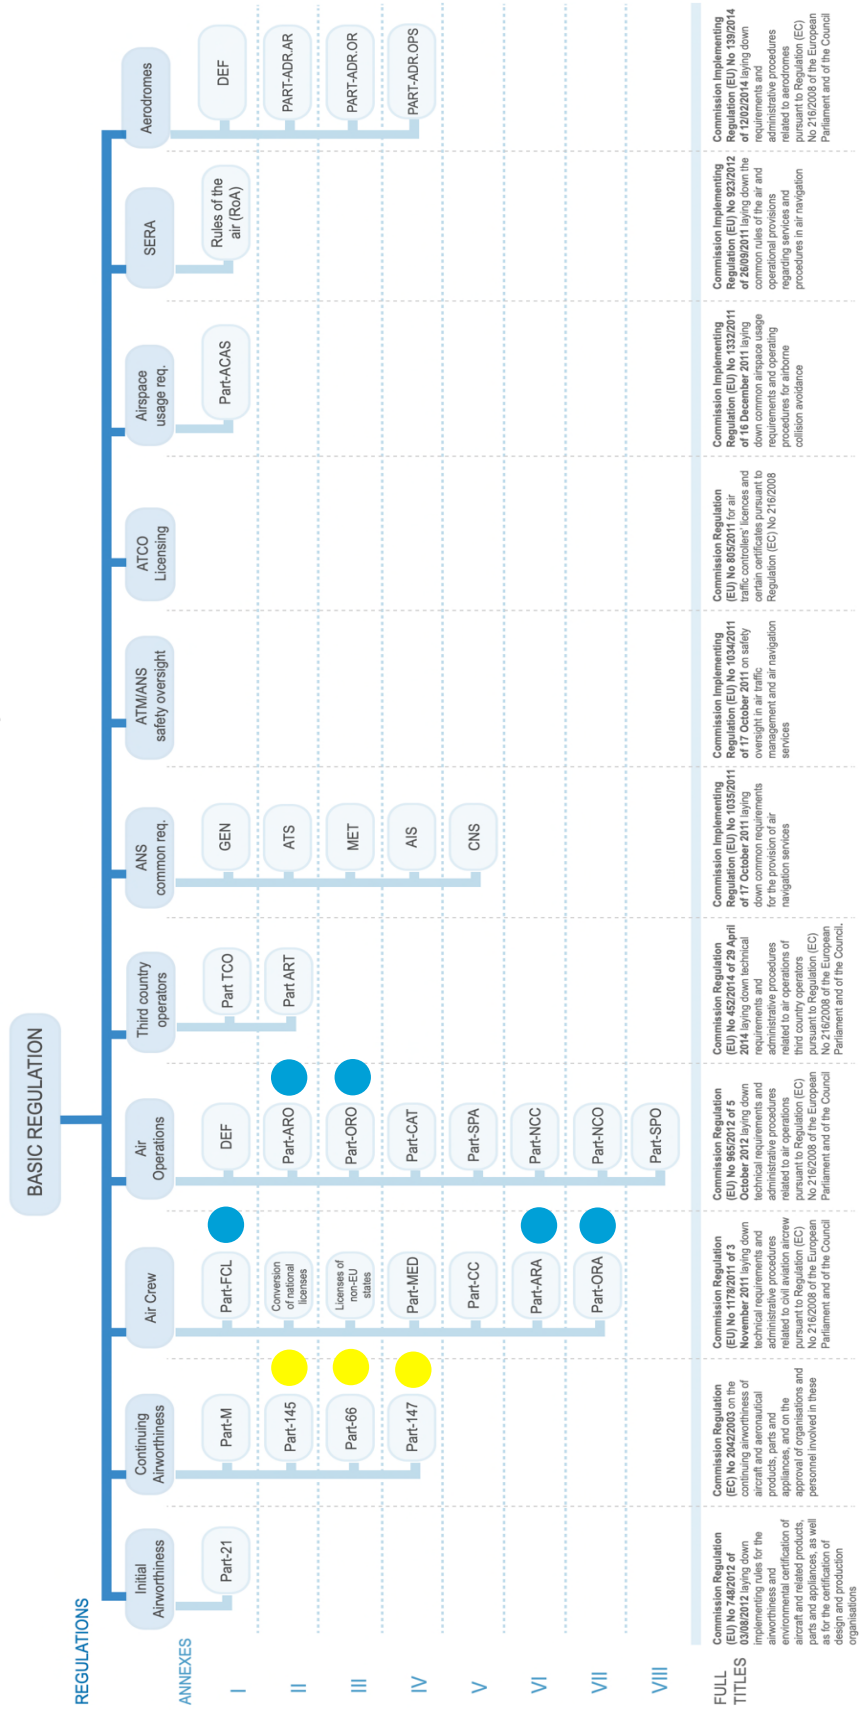 BASIC REGULATION
REGULATIONS
Initial
Airworthiness
Continuing
Airworthiness
Air Crew
Air
Operations
Third country
operators
ANS
common req.
ATM/ANS
safety oversight
ATCO
Licensing
Airspace
usage req.
SERA
Aerodromes
ANNEXES
I
Part-21
Part-M
Part-FCL
DEF
Part TCO
GEN
Part-ACAS
Rules of the
air (RoA)
DEF
II
Part-145
Conversion
of national
licenses
Part-ARO
Part ART
ATS
PART-ADR.AR
III
Part-66
Licenses of
non-EU
states
Part-ORO
MET
PART-ADR.OR
IV
Part-147
Part-MED
Part-CAT
AIS
PART-ADR.OPS
V
Part-CC
Part-SPA
CNS
VI
Part-ARA
Part-NCC
VII
Part-ORA
Part-NCO
VIII
Part-SPO
FULL
TITLES
Commission Regulation
(EU) No 748/2012 of
03/08/2012 laying down
implementing rules for the
airworthiness and
environmental certification of
aircraft and related products,
parts and appliances, as well
as for the certification of
design and production
organisations
Commission Regulation
(EC) No 2042/2003 on the
continuing airworthiness of
aircraft and aeronautical
products, parts and
appliances, and on the
approval of organisations and
personnel involved in these
Commission Regulation
(EU) No 1178/2011 of 3
November 2011 laying down
technical requirements and
administrative procedures
related to civil aviation aircrew
pursuant to Regulation (EC)
No 216/2008 of the European
Parliament and of the Council
Commission Regulation
(EU) No 965/2012 of 5
October 2012 laying down
technical requirements and
administrative procedures
related to air operations
pursuant to Regulation (EC)
No 216/2008 of the European
Parliament and of the Council
Commission Regulation
(EU) No 452/2014 of 29 April
2014 laying down technical
requirements and
administrative procedures
related to air operations of
third country operators
pursuant to Regulation (EC)
No 216/2008 of the European
Parliament and of the Council.
Commission Implementing
Regulation (EU) No 1035/2011
of 17 October 2011 laying
down common requirements
for the provision of air
navigation services
Commission Implementing
Regulation (EU) No 1034/2011
of 17 October 2011 on safety
oversight in air traffic
management and air navigation
services
Commission Regulation
(EU) No 805/2011 for air
traffic controllers' licences and
certain certificates pursuant to
Regulation (EC) No 216/2008
Commission Implementing
Regulation (EU) No 1332/2011
of 16 December 2011 laying
down common airspace usage
requirements and operating
procedures for airborne
collision avoidance
Commission Implementing
Regulation (EU) No 923/2012
of 26/09/2011 laying down the
common rules of the air and
operational provisions
regarding services and
procedures in air navigation
Commission Implementing
Regulation (EU) No 139/2014
of 12/02/2014 laying down
requirements and
administrative procedures
related to aerodromes
pursuant to Regulation (EC)
No 216/2008 of the European
Parliament and of the Council